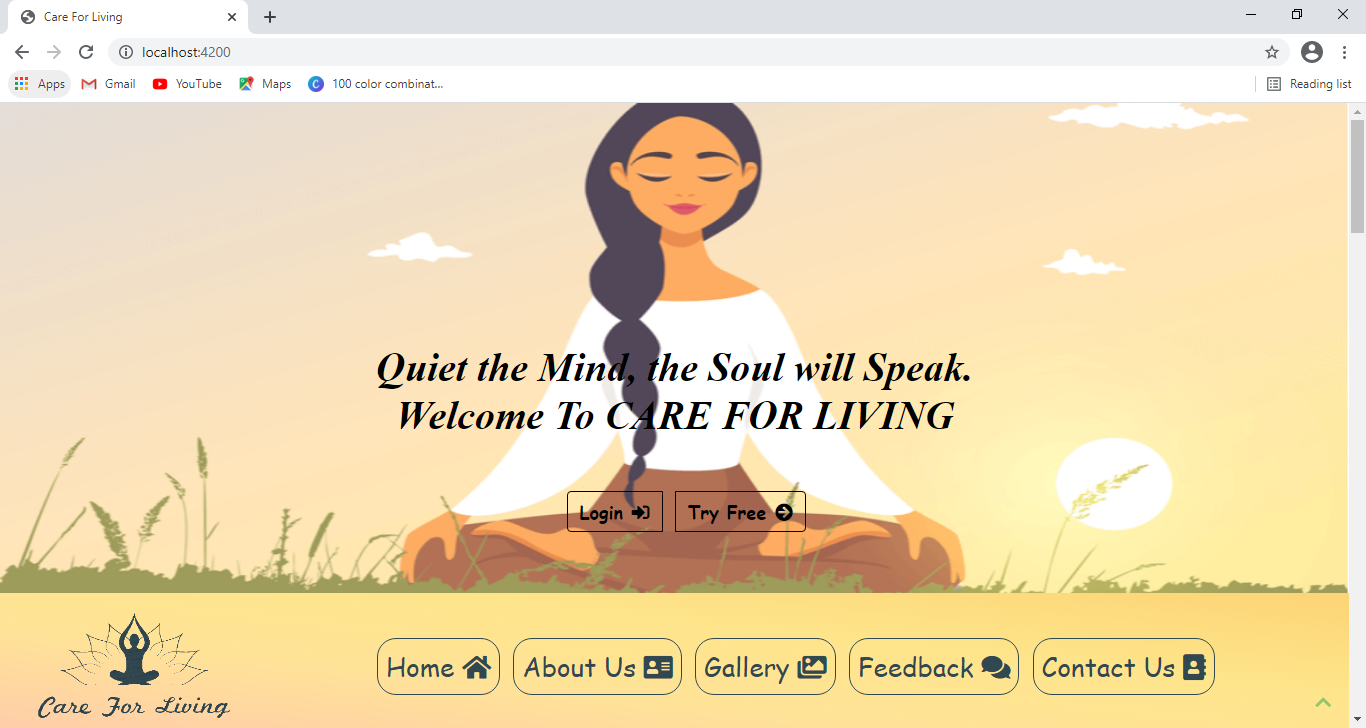 Care For Living
localhost:4200
Apps Gmail YouTube Maps 100 color combinat... Reading list
Quiet the Mind, the Soul will Speak.
Welcome To CARE FOR LIVING
Login Try Free
Home About Us Gallery Feedback Contact Us
Care For Living